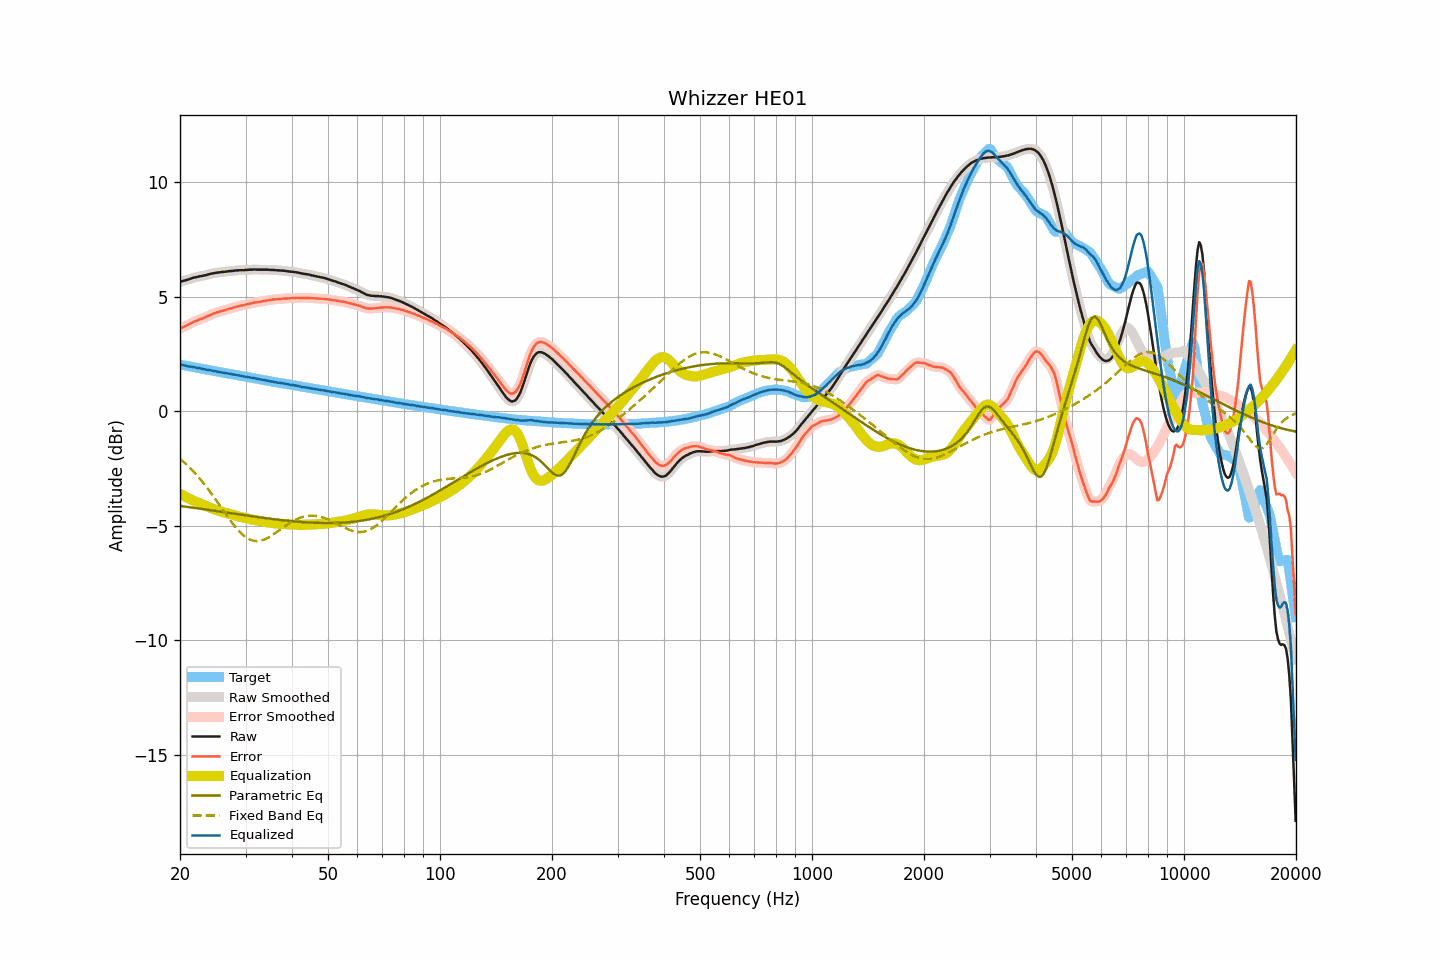 Whizzer HE01
Amplitude (dBr)
10
5
0
−5
−10
−15
Target
Raw Smoothed
Error Smoothed
Raw
Error
Equalization
Parametric Eq
Fixed Band Eq
Equalized
20 50 100 200 500 1000 2000 5000 10000 20000
Frequency (Hz)